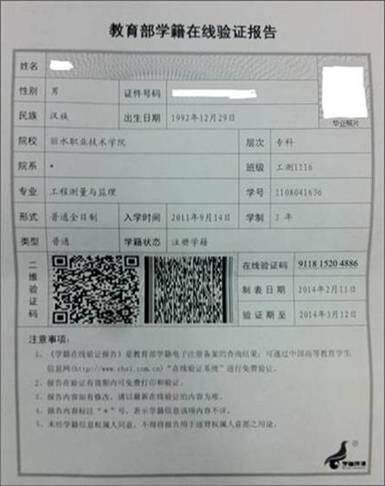 教育部学籍在线验证报告
姓名
性别 男 证件号码
民族 汉族 出生日期 1992年12月29日
毕业照片
院校 丽水职业技术学院 层次 专科
院系 * 班级 工测1116
专业 工程测量与监理 学号 1108041636
形式 普通全日制 入学时间 2011年9月14日 学制 3 年
类型 普通 学籍状态 注册学籍
二维验证码
在线验证码 9118 1520 4886
制表日期 2014年2月11日
验证期至 2014年3月12日
注意事项:
1、《学籍在线验证报告》是教育部学籍电子注册备案的查询结果,可通过中国高等教育学生
信息网(http://www.chsi.com.cn)“在线验证系统”进行免费验证。
2、报告在验证有效期内可免费打印和验证。
3、报告内容如有修改,请以最新在线验证的内容为准。
4、报告内容标注“*”号,表示学籍信息该项内容不详。
5、未经学籍信息权属人同意,不得将报告用于违背权属人意愿之用途。
学信网